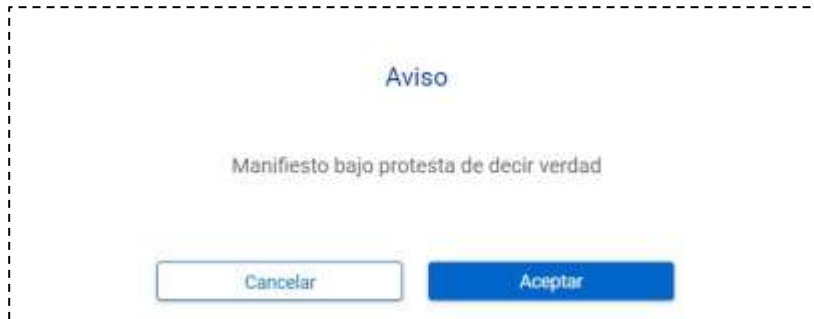 Aviso
Manifiesto bajo protesta de decir verdad
Cancelar
Aceptar